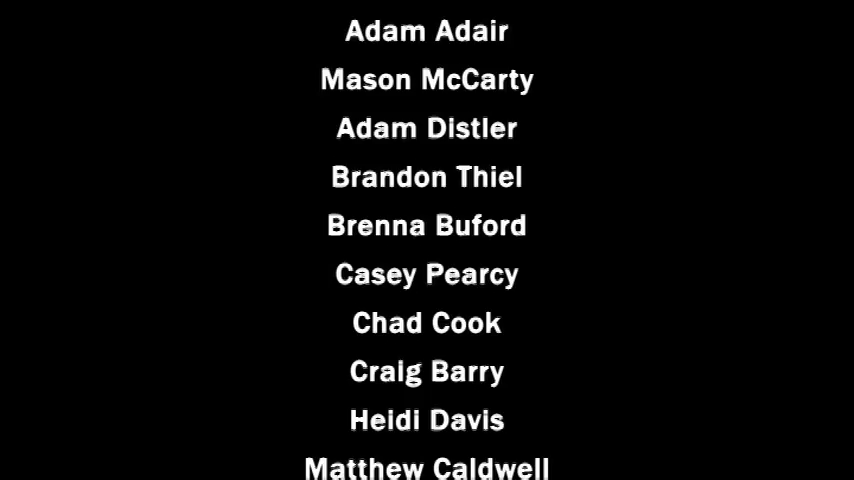 Adam Adair
Mason McCarty
Adam Distler
Brandon Thiel
Brenna Buford
Casey Pearcy
Chad Cook
Craig Barry
Heidi Davis
Matthew Caldwell